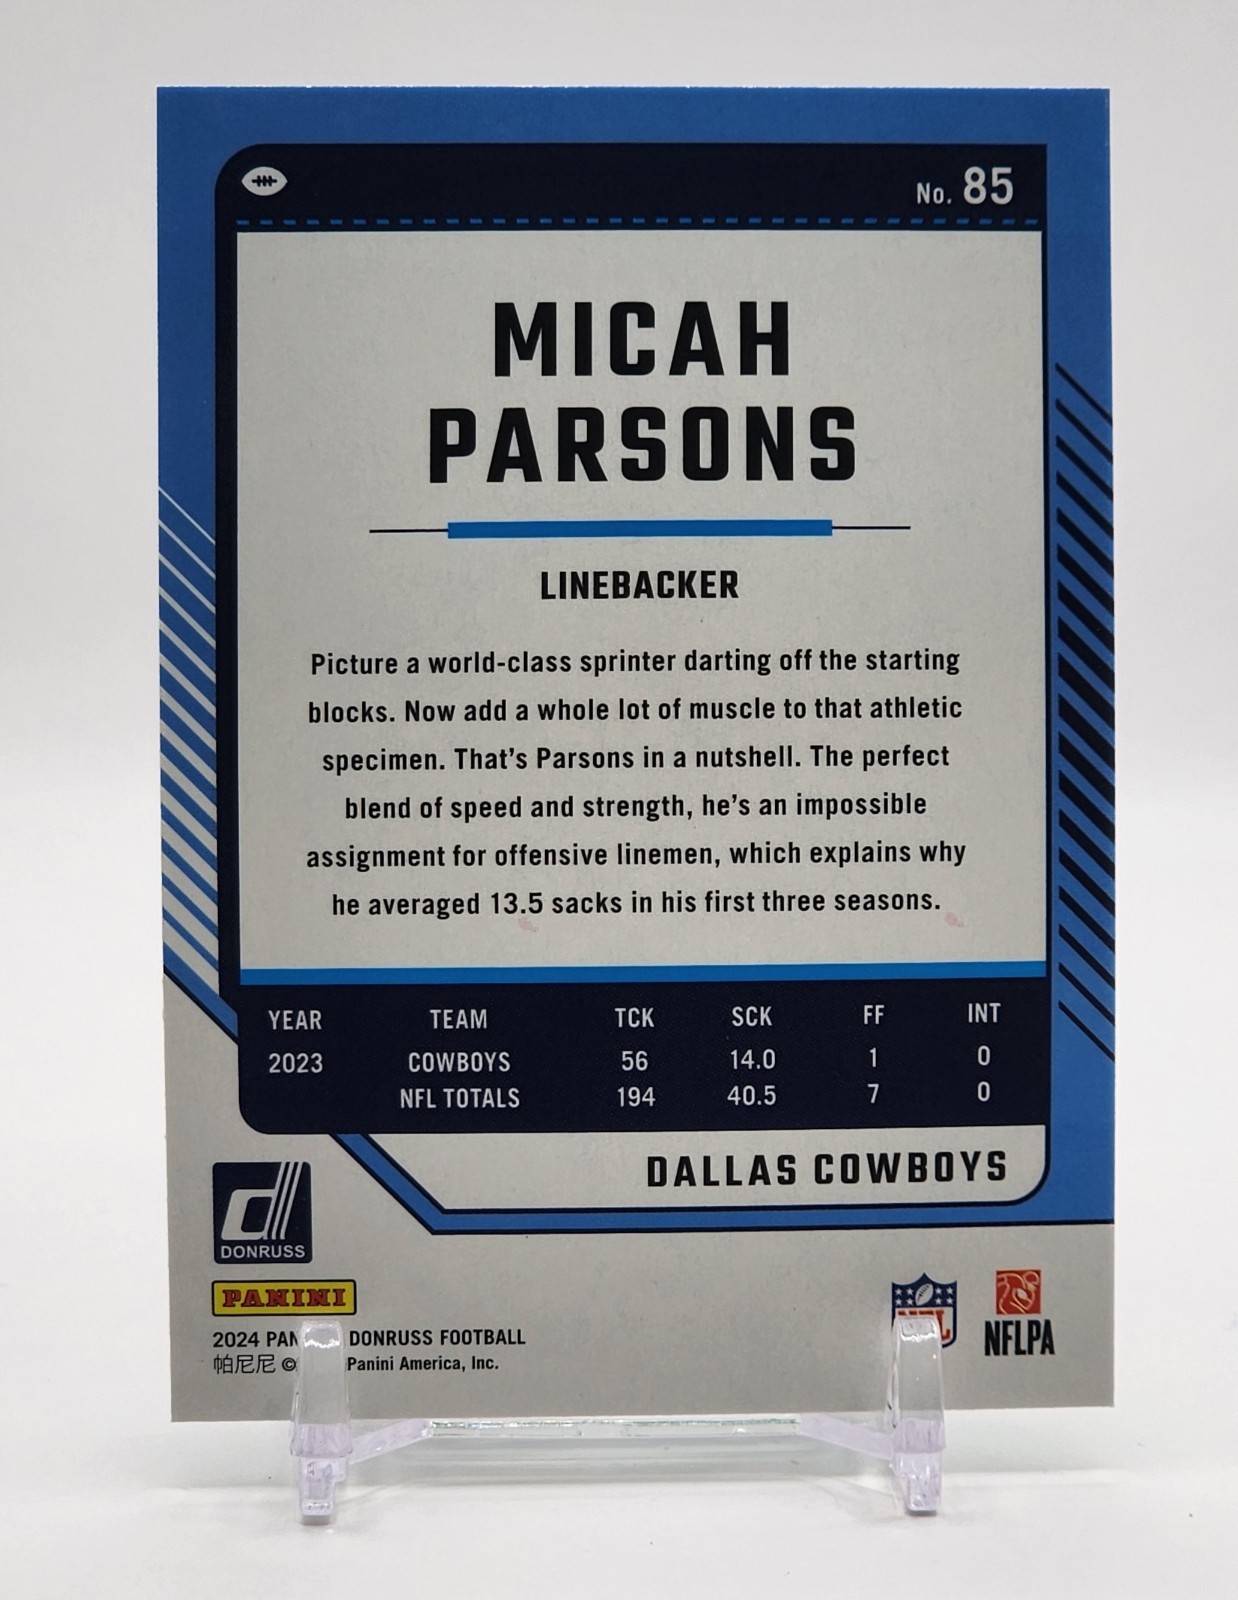 No. 85
MICAH
PARSONS
LINEBACKER
Picture a world-class sprinter darting off the starting
blocks. Now add a whole lot of muscle to that athletic
specimen. That's Parsons in a nutshell. The perfect
blend of speed and strength, he's an impossible
assignment for offensive linemen, which explains why
he averaged 13.5 sacks in his first three seasons.
YEAR TEAM TCK SCK FF INT
2023 COWBOYS 56 14.0 1 0
NFL TOTALS 194 40.5 7 0
DALLAS COWBOYS
d
DONRUSS
PANINI
2024 PAN DONRUSS FOOTBALL
帕尼尼 © Panini America, Inc.
NFL
NFLPA